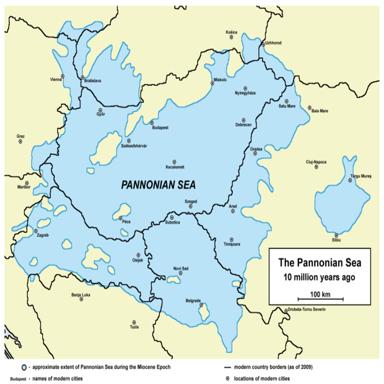 Košice
Uzhhorod
Vienna
Bratislava
Miskolc
Nyíregyháza
Satu Mare
Baia Mare
Győr
Budapest
Debrecen
Graz
Székesfehérvár
Oradea
Cluj-Napoca
Kecskemét
Târgu Mureş
PANNONIAN SEA
Maribor
Szeged
Arad
Pécs
Subotica
Sibiu
Zagreb
Timişoara
Osijek
The Pannonian Sea
10 million years ago
100 km
Novi Sad
Banja Luka
Belgrade
Drobeta-Turnu Severin
Tuzla
- approximate extent of Pannonian Sea during the Miocene Epoch
- modern country borders (as of 2009)
Budapest - names of modern cities
- locations of modern cities